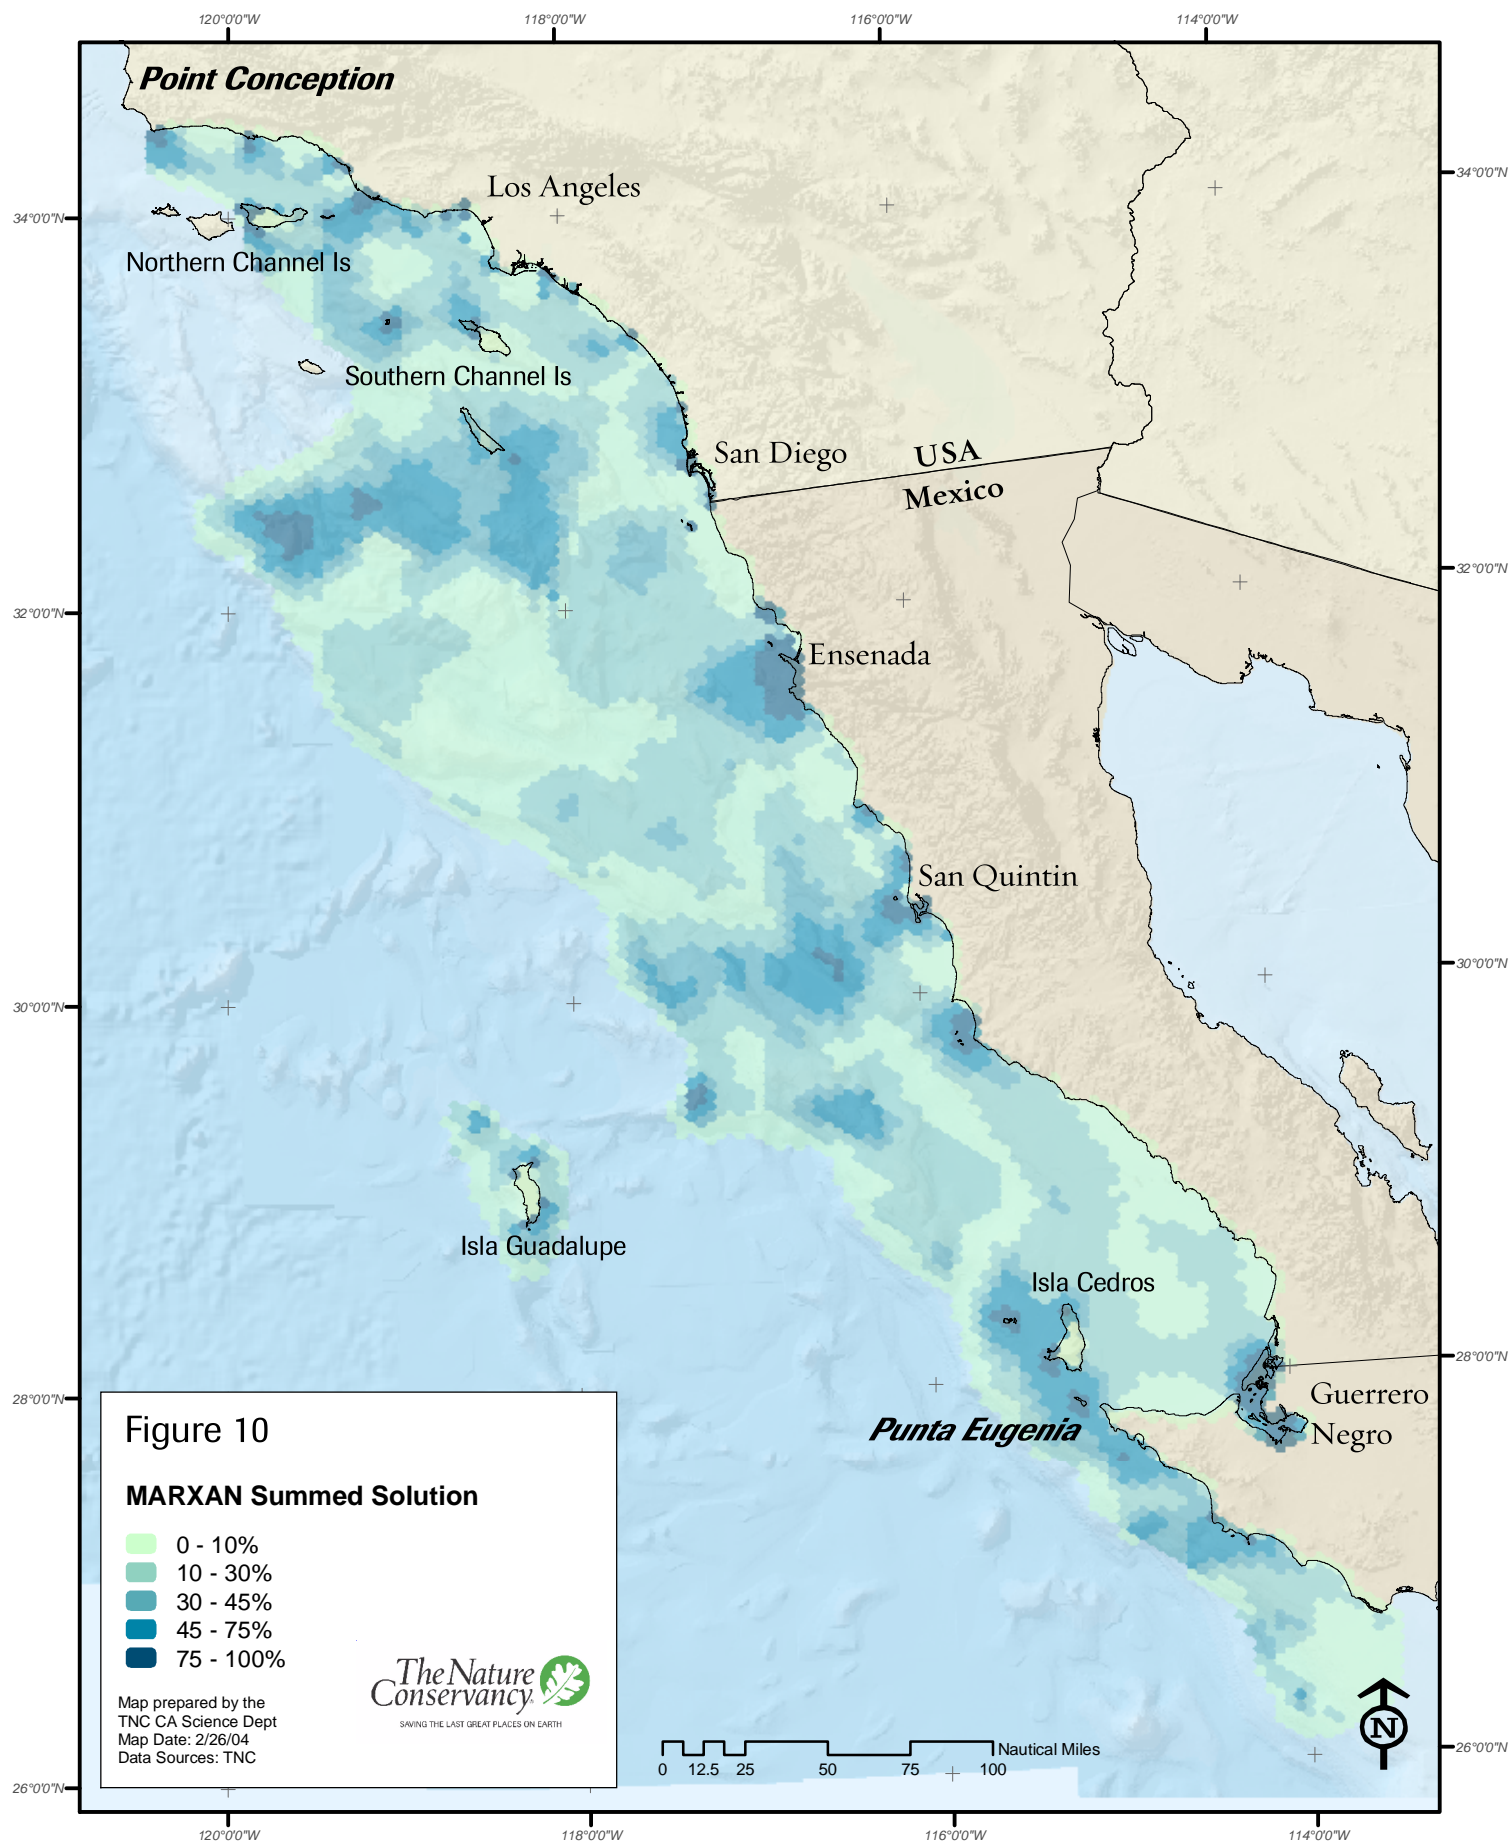 120°0'0"W
118°0'0"W
116°0'0"W
114°0'0"W
Point Conception
34°0'0"N
Los Angeles
34°0'0"N
Northern Channel Is
Southern Channel Is
San Diego
USA
Mexico
32°0'0"N
32°0'0"N
Ensenada
San Quintin
30°0'0"N
30°0'0"N
Isla Guadalupe
Isla Cedros
28°0'0"N
28°0'0"N
Guerrero
Negro
Punta Eugenia
Figure 10
MARXAN Summed Solution
0 - 10%
10 - 30%
30 - 45%
45 - 75%
75 - 100%
The Nature
Conservancy
SAVING THE LAST GREAT PLACES ON EARTH
Map prepared by the
TNC CA Science Dept
Map Date: 2/26/04
Data Sources: TNC
Nautical Miles
0 12.5 25 50 75 100
N
26°0'0"N
26°0'0"N
120°0'0"W
118°0'0"W
116°0'0"W
114°0'0"W